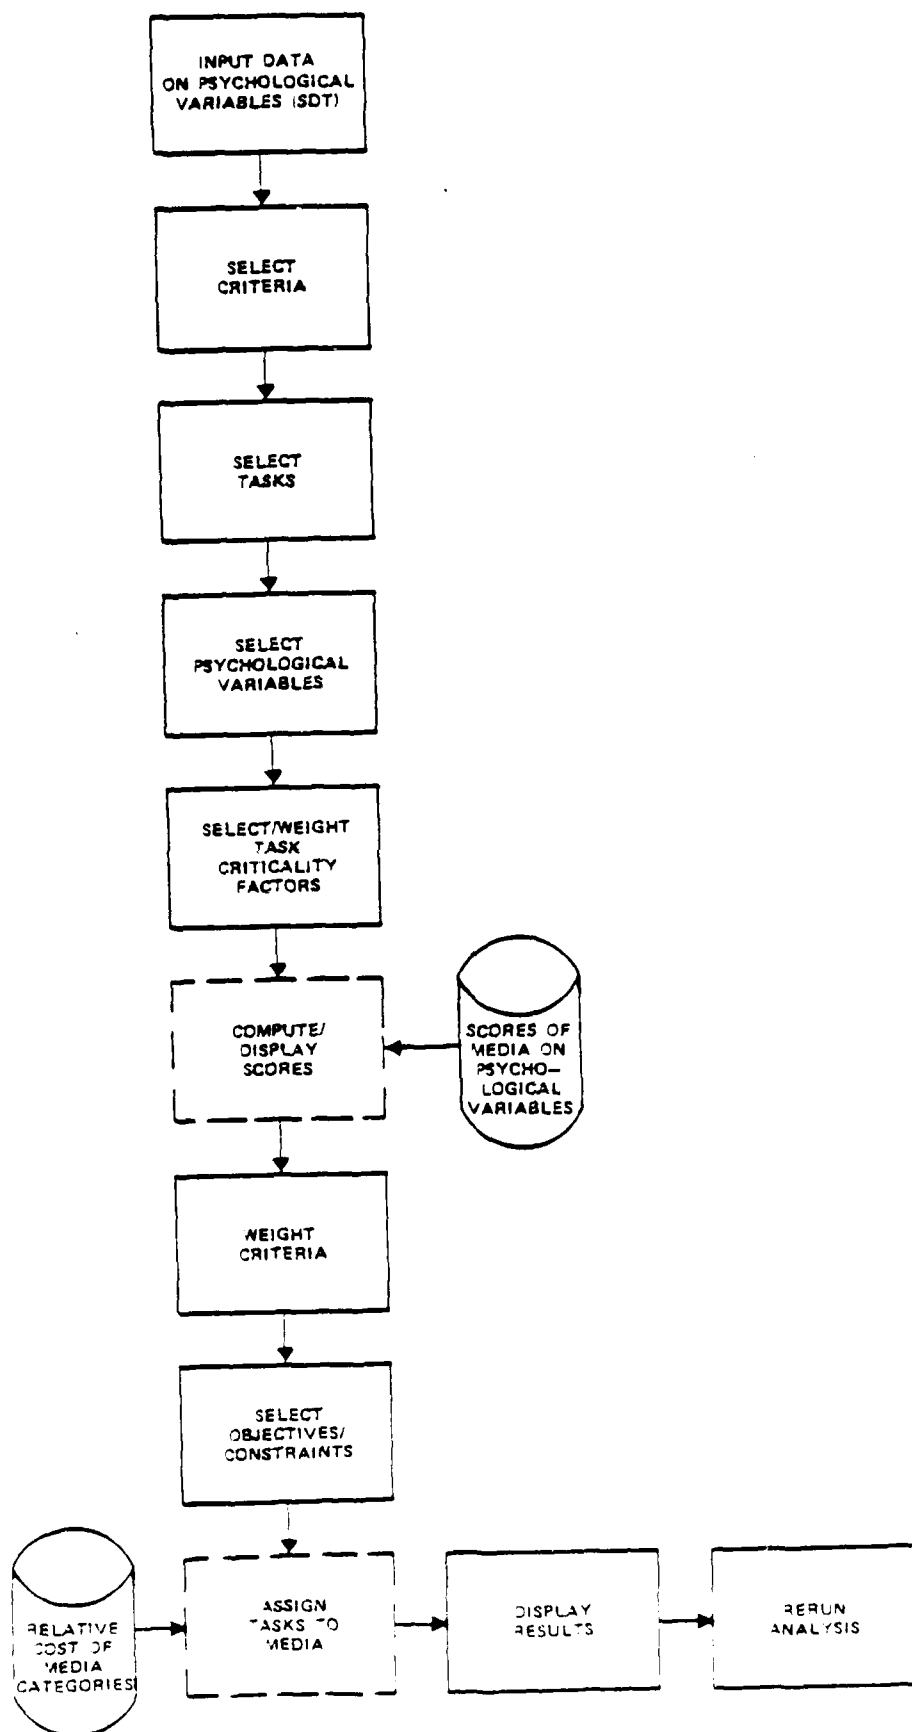 INPUT DATA
ON PSYCHOLOGICAL
VARIABLES (SDT)
SELECT
CRITERIA
SELECT
TASKS
SELECT
PSYCHOLOGICAL
VARIABLES
SELECT/WEIGHT
TASK
CRITICALITY
FACTORS
COMPUTE/
DISPLAY
SCORES
SCORES OF
MEDIA ON
PSYCHO–
LOGICAL
VARIABLES
WEIGHT
CRITERIA
SELECT
OBJECTIVES/
CONSTRAINTS
RELATIVE
COST OF
MEDIA
CATEGORIES
ASSIGN
TASKS TO
MEDIA
DISPLAY
RESULTS
RERUN
ANALYSIS